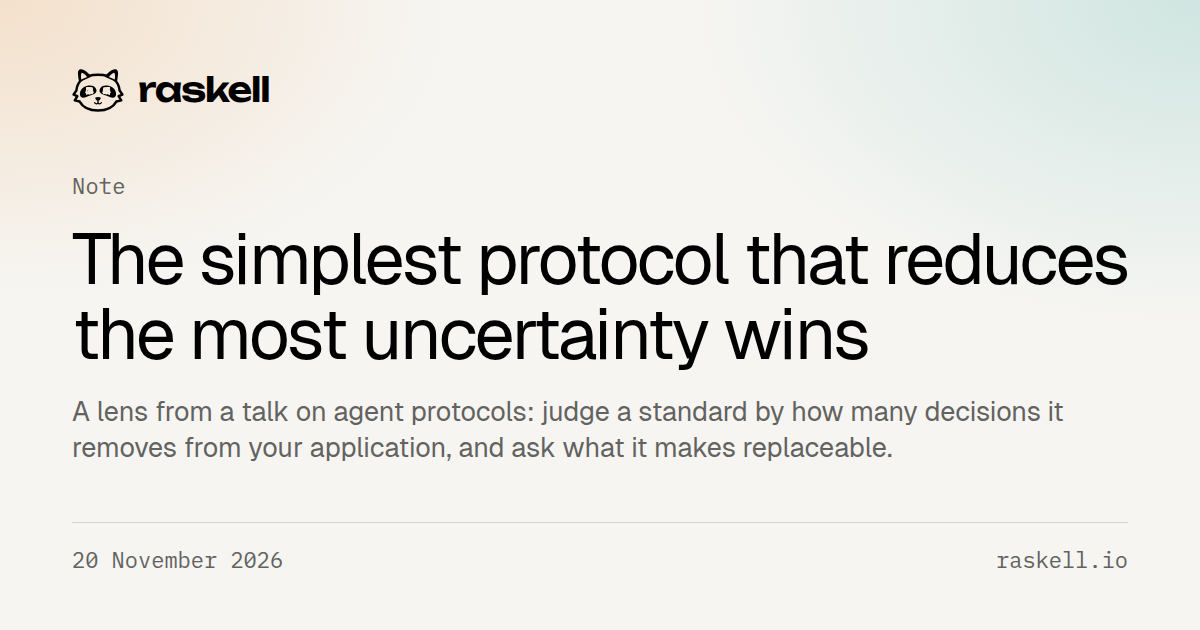 raskell
Note
The simplest protocol that reduces
the most uncertainty wins
A lens from a talk on agent protocols: judge a standard by how many decisions it
removes from your application, and ask what it makes replaceable.
20 November 2026
raskell.io